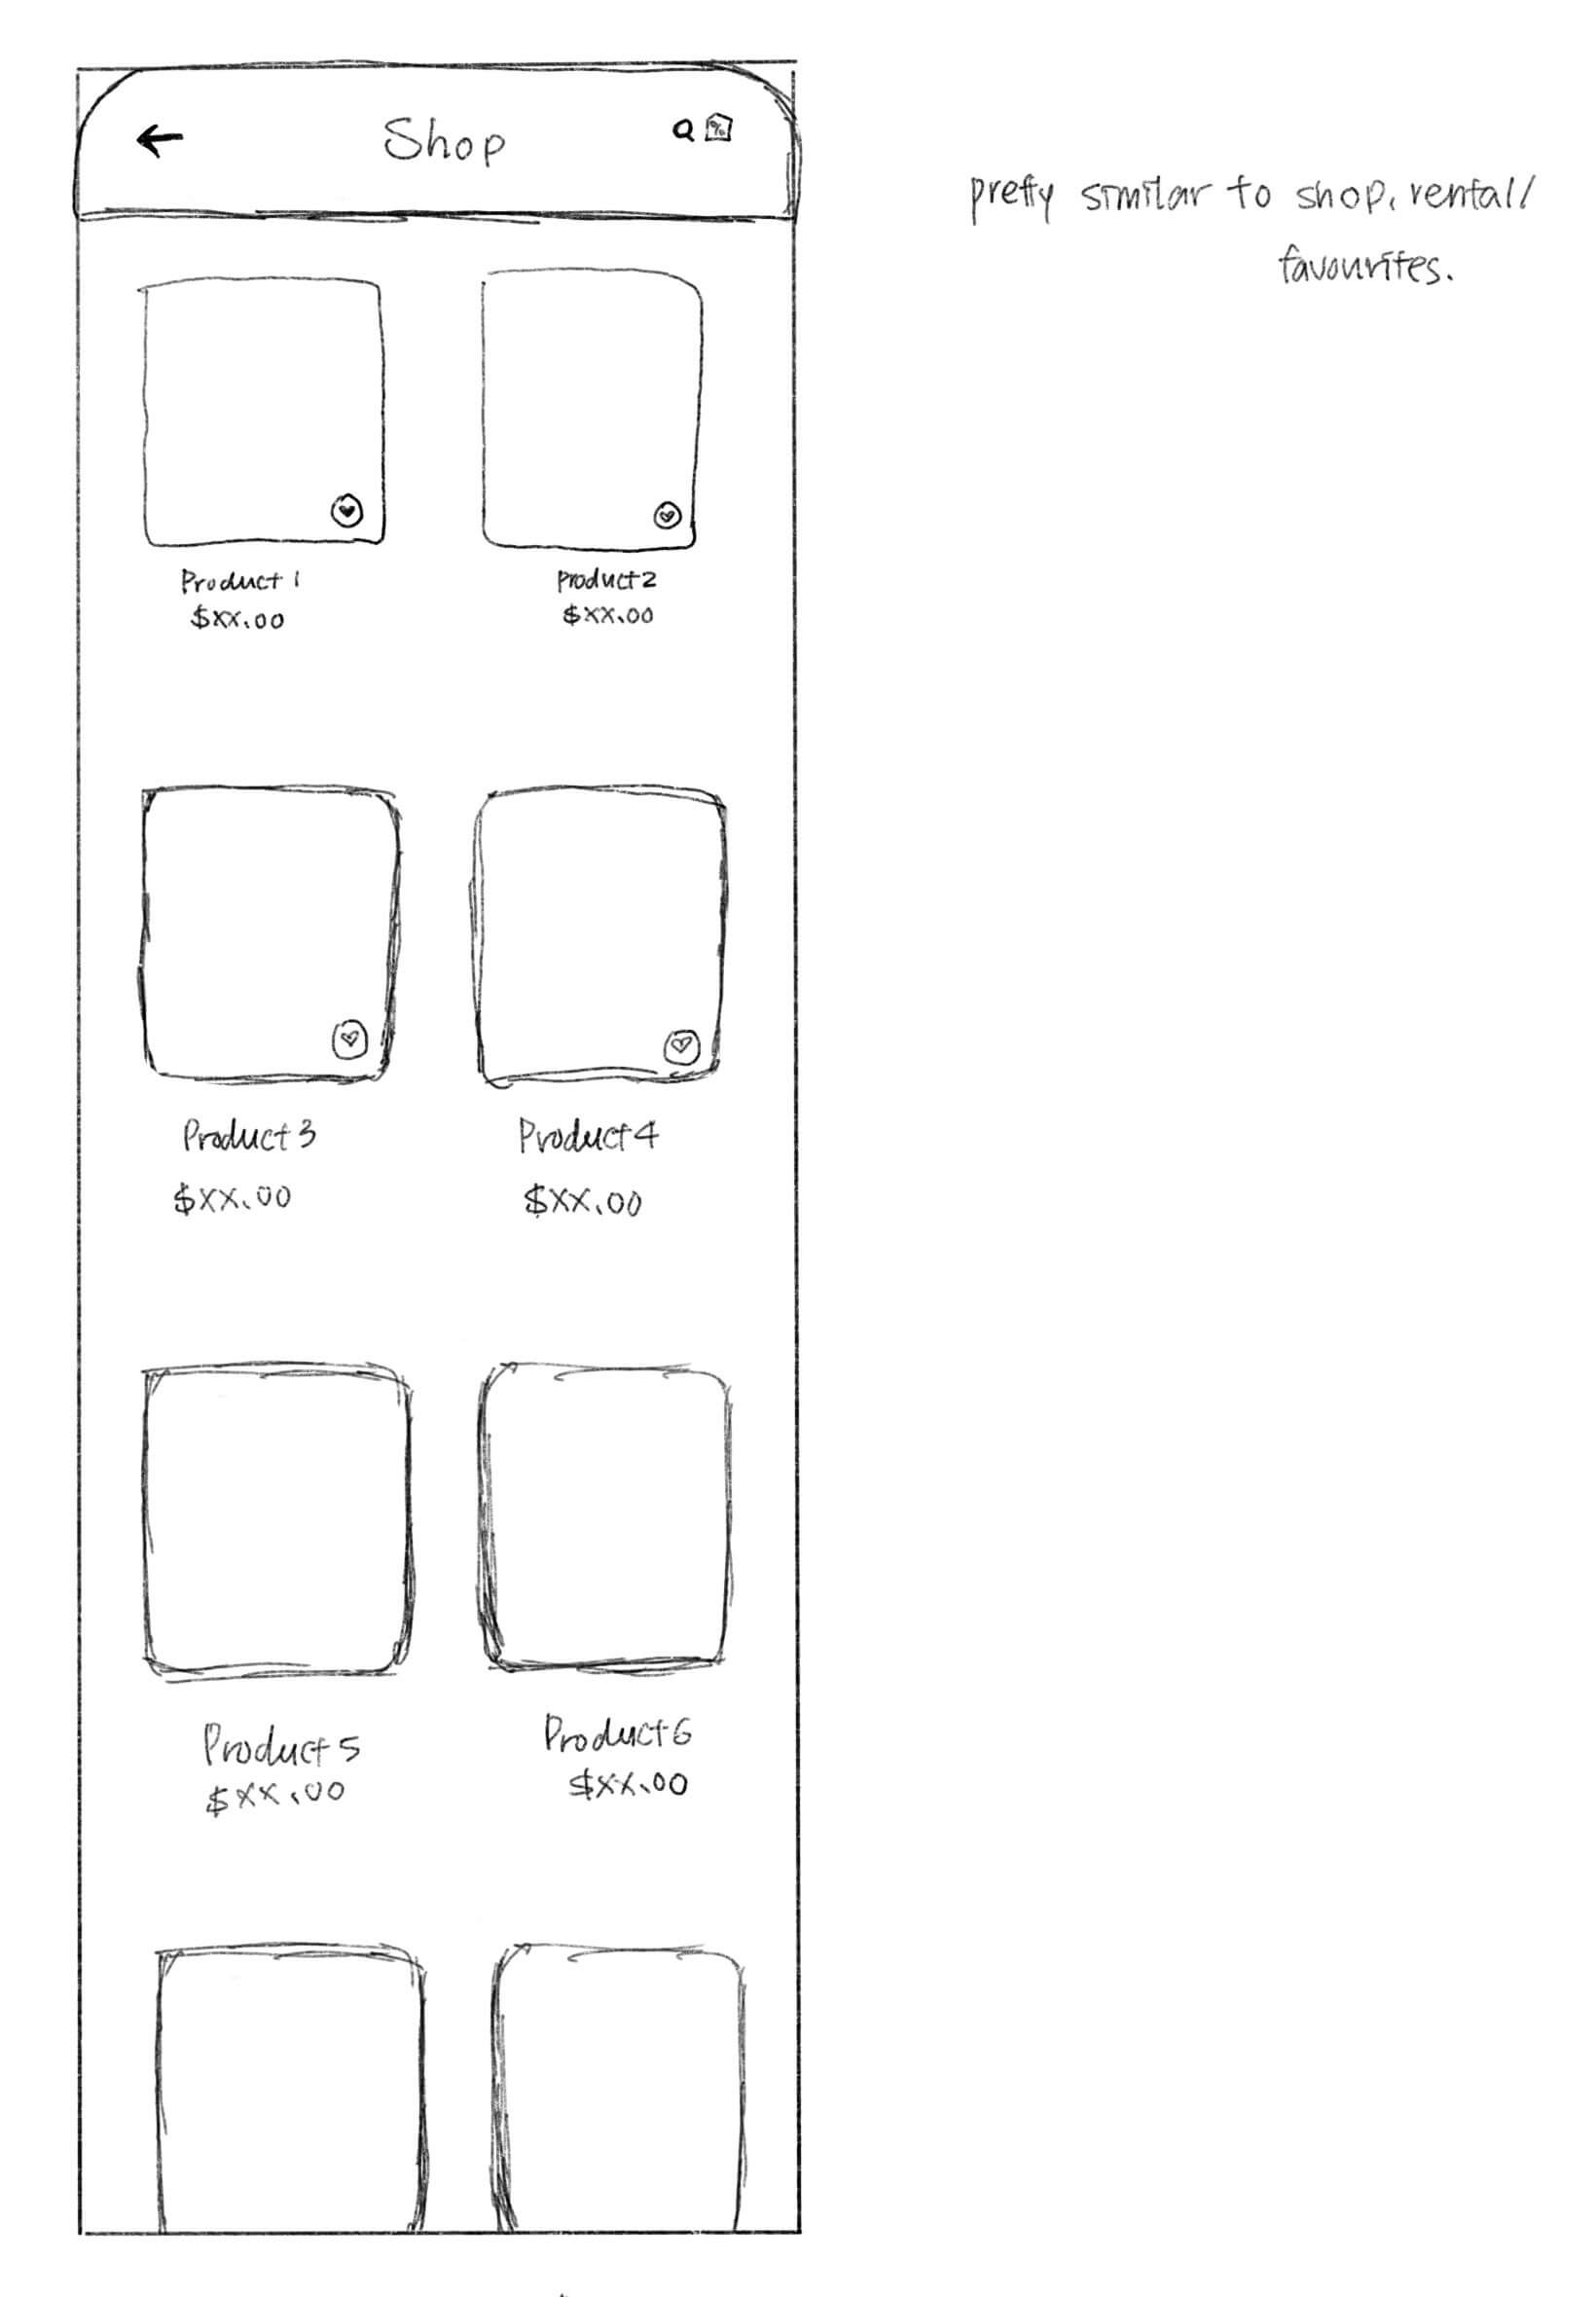 Shop
%
pretty similar to shop, rental/
favourites.
Product 1
$xx.00
Product 2
$xx.00
Product 3
$xx.00
Product 4
$xx.00
Product 5
$xx.00
Product 6
$xx.00